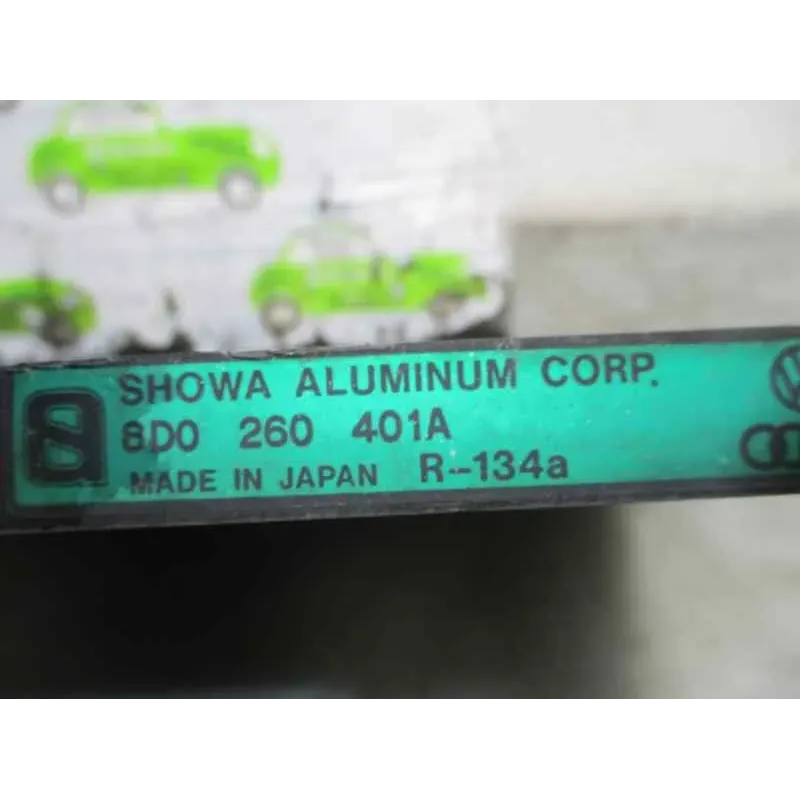 SHOWA ALUMINUM CORP.
8D0 260 401A
MADE IN JAPAN R-134a